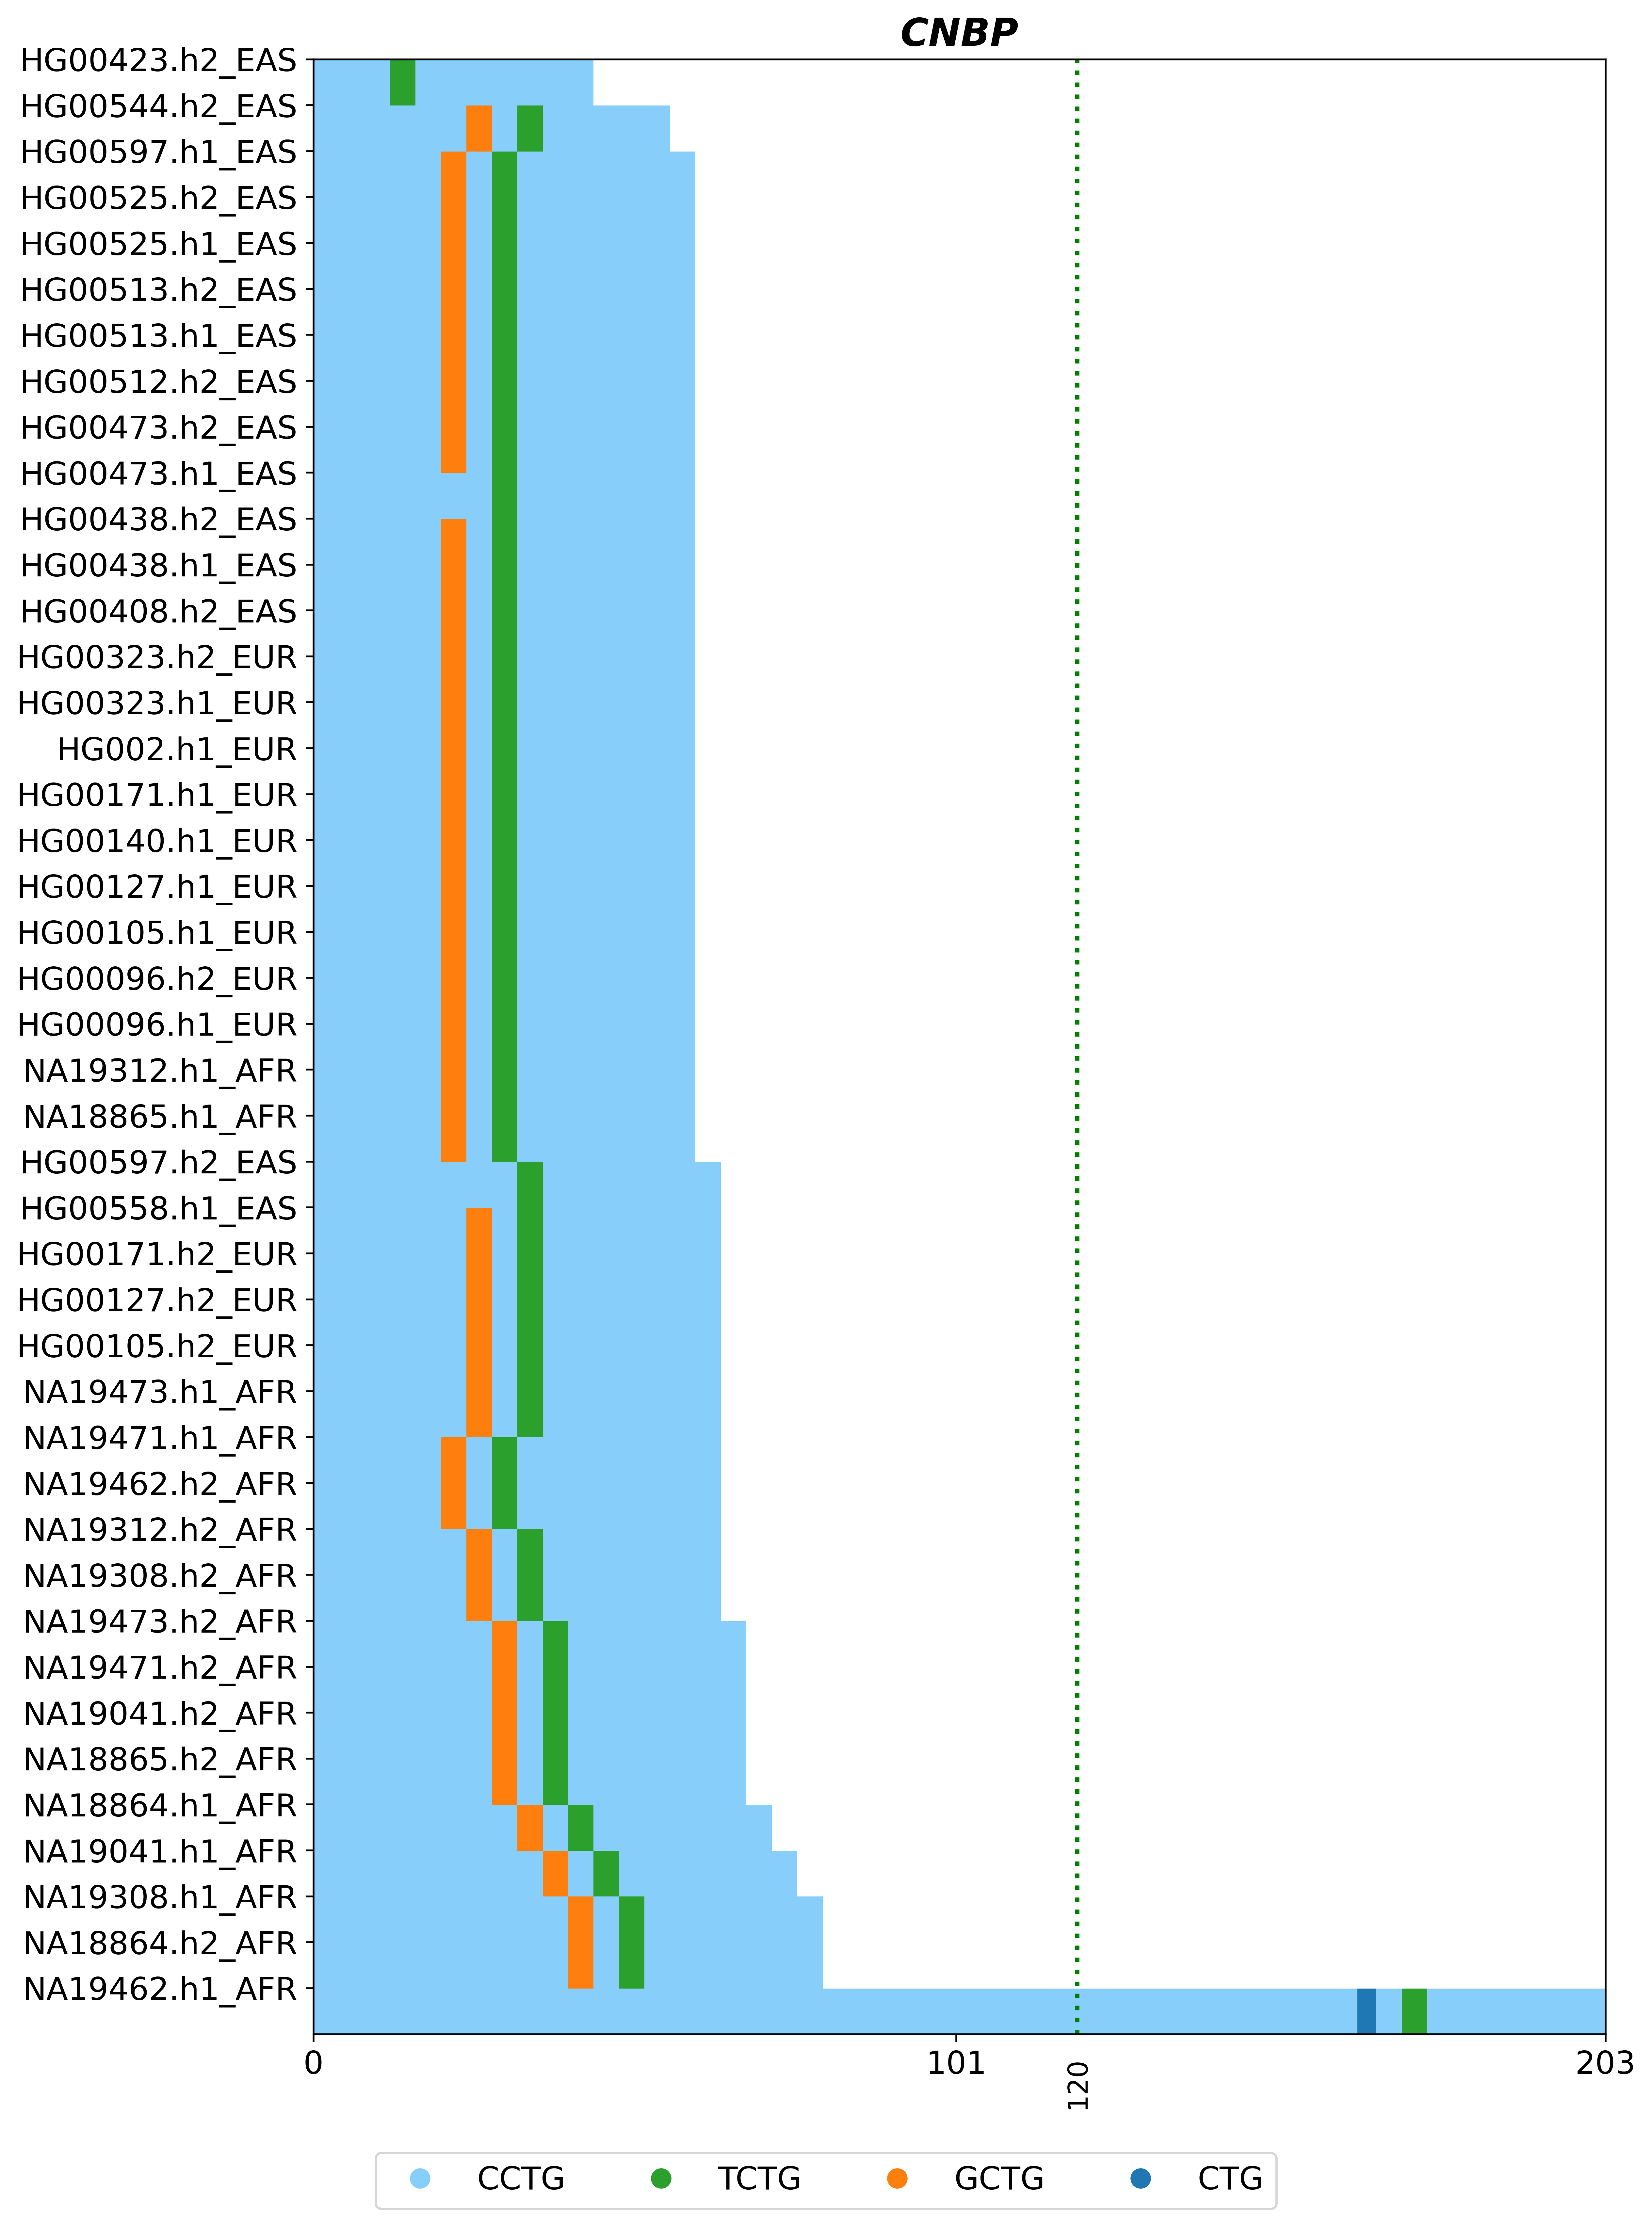 CNBP
HG00423.h2_EAS
HG00544.h2_EAS
HG00597.h1_EAS
HG00525.h2_EAS
HG00525.h1_EAS
HG00513.h2_EAS
HG00513.h1_EAS
HG00512.h2_EAS
HG00473.h2_EAS
HG00473.h1_EAS
HG00438.h2_EAS
HG00438.h1_EAS
HG00408.h2_EAS
HG00323.h2_EUR
HG00323.h1_EUR
HG002.h1_EUR
HG00171.h1_EUR
HG00140.h1_EUR
HG00127.h1_EUR
HG00105.h1_EUR
HG00096.h2_EUR
HG00096.h1_EUR
NA19312.h1_AFR
NA18865.h1_AFR
HG00597.h2_EAS
HG00558.h1_EAS
HG00171.h2_EUR
HG00127.h2_EUR
HG00105.h2_EUR
NA19473.h1_AFR
NA19471.h1_AFR
NA19462.h2_AFR
NA19312.h2_AFR
NA19308.h2_AFR
NA19473.h2_AFR
NA19471.h2_AFR
NA19041.h2_AFR
NA18865.h2_AFR
NA18864.h1_AFR
NA19041.h1_AFR
NA19308.h1_AFR
NA18864.h2_AFR
NA19462.h1_AFR
0 101 203
120
CCTG TCTG GCTG CTG